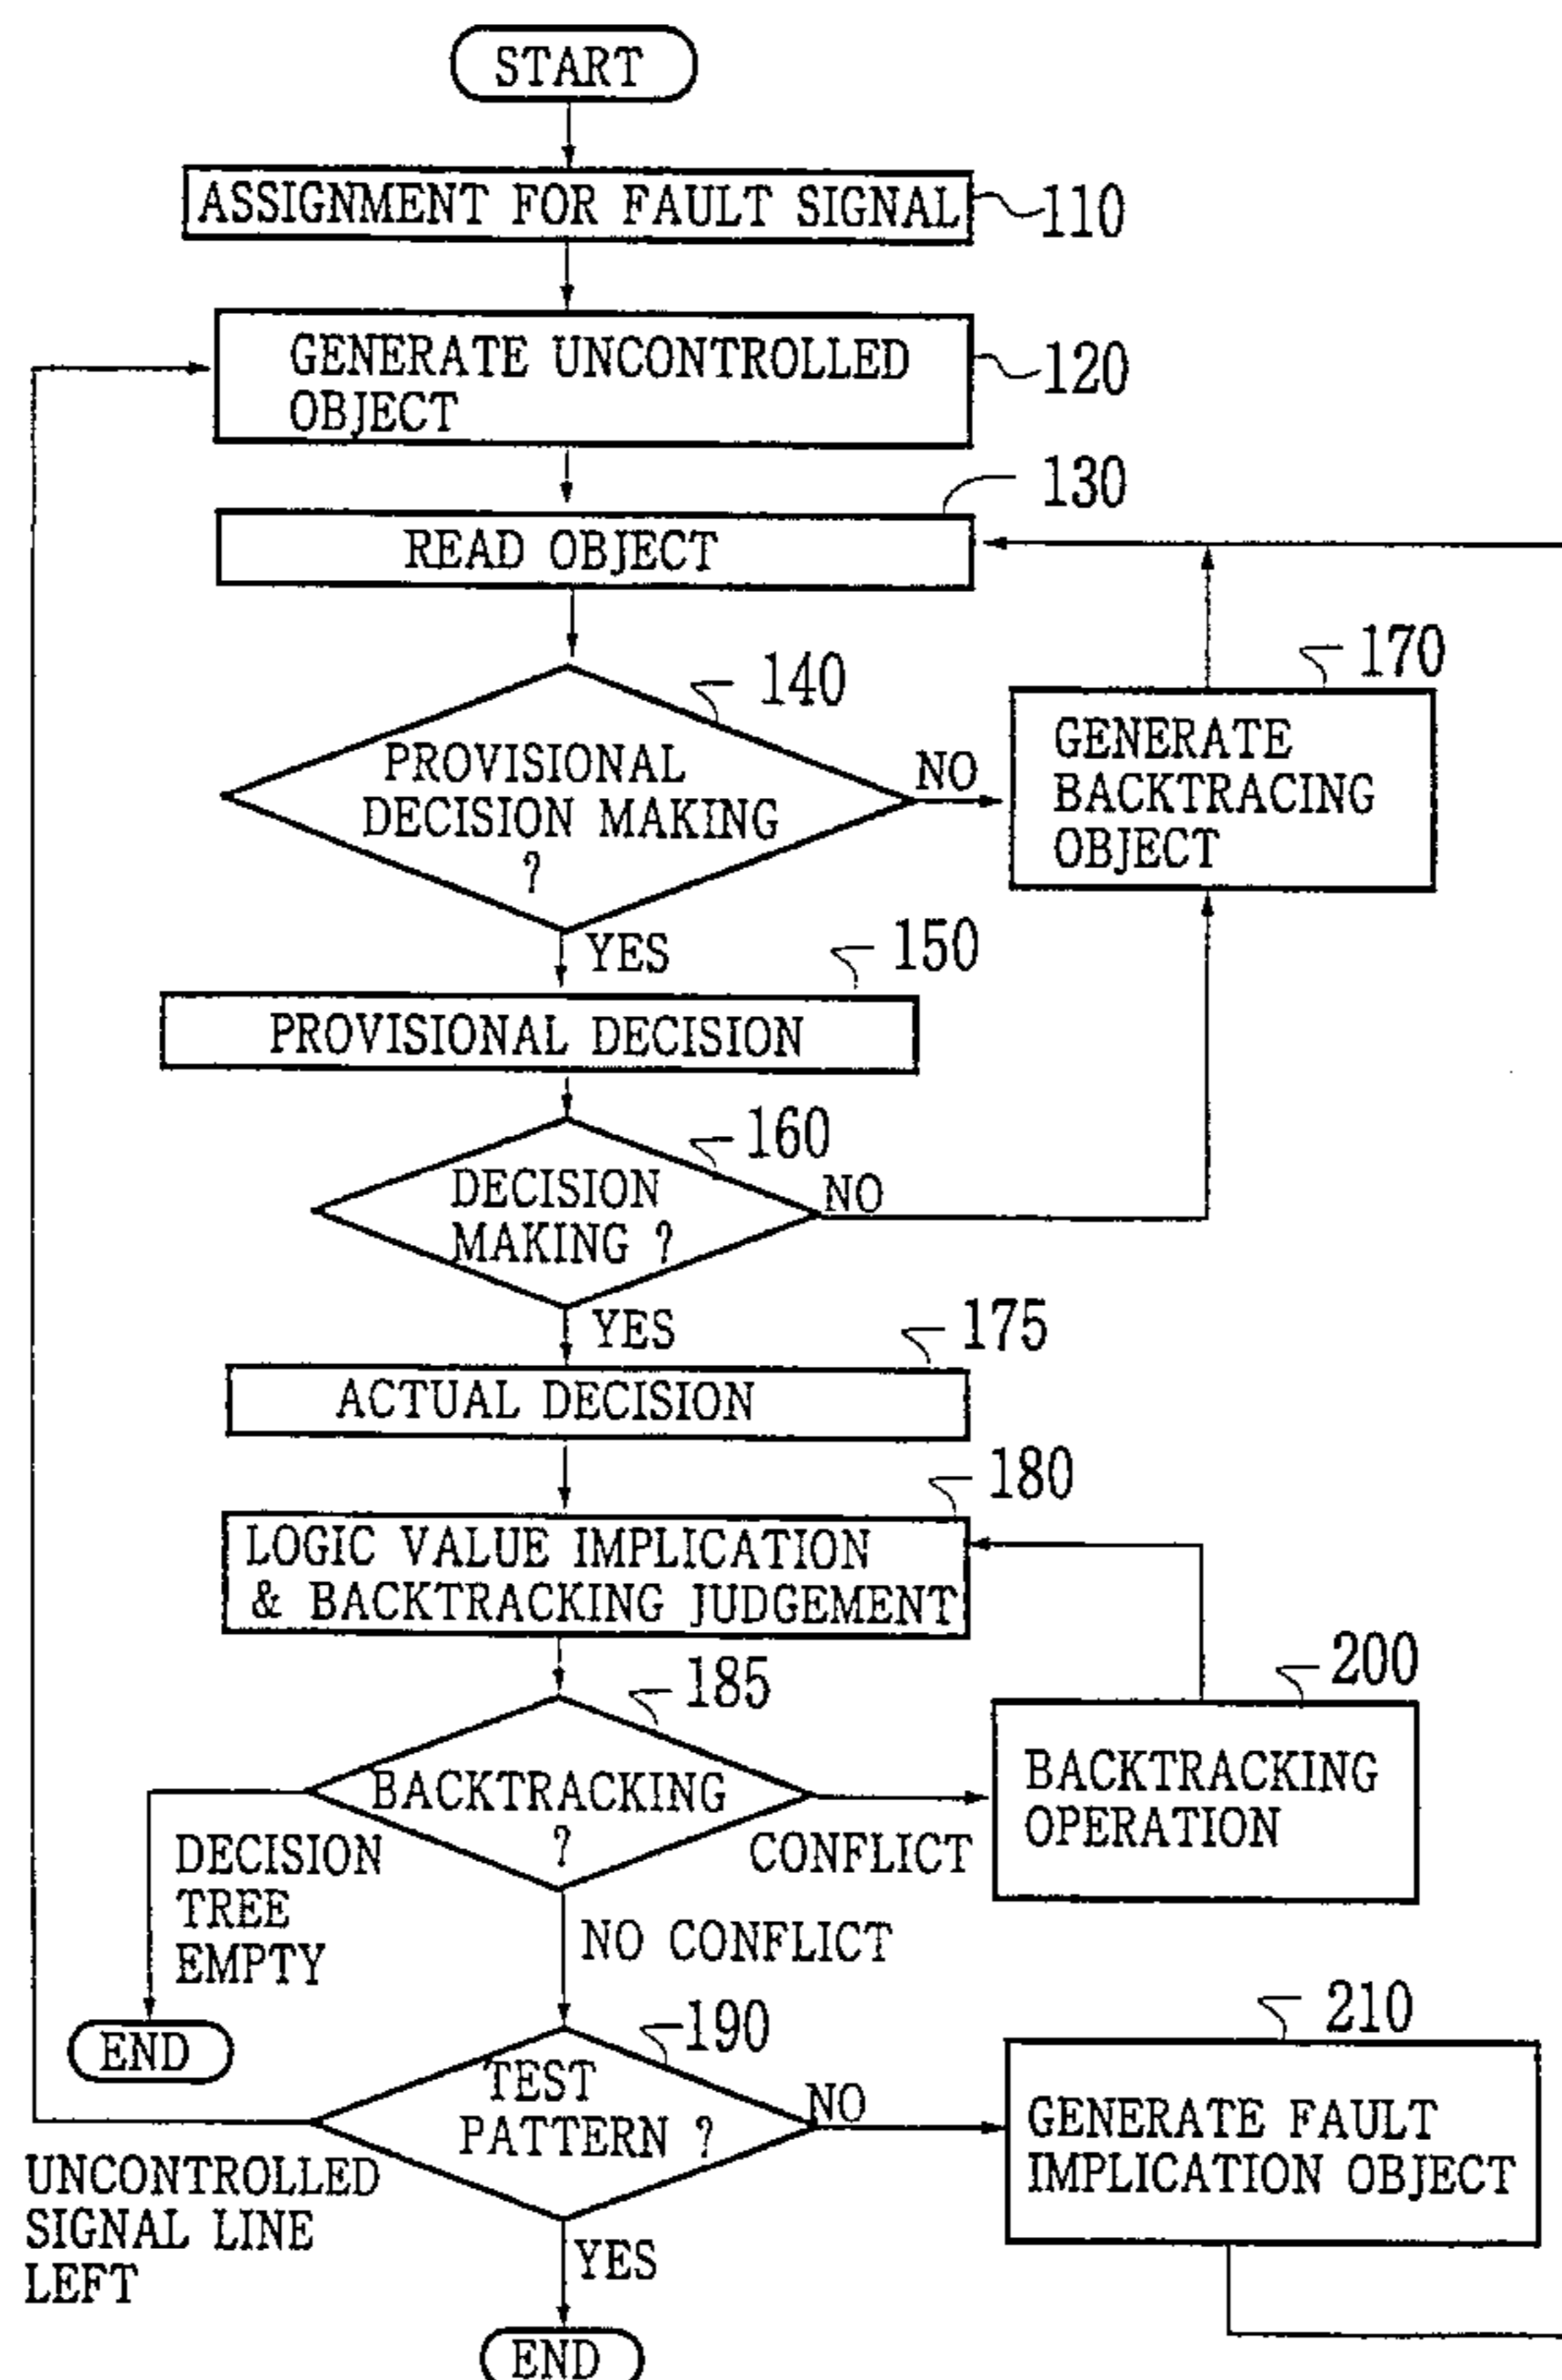 START
ASSIGNMENT FOR FAULT SIGNAL
110
GENERATE UNCONTROLLED
OBJECT
120
130
READ OBJECT
140
PROVISIONAL
DECISION MAKING
?
NO
170
GENERATE
BACKTRACING
OBJECT
YES
150
PROVISIONAL DECISION
160
DECISION
MAKING ?
NO
YES
175
ACTUAL DECISION
180
LOGIC VALUE IMPLICATION
& BACKTRACKING JUDGEMENT
185
BACKTRACKING
?
CONFLICT
200
BACKTRACKING
OPERATION
DECISION
TREE
EMPTY
NO CONFLICT
END
190
TEST
PATTERN ?
NO
210
GENERATE FAULT
IMPLICATION OBJECT
UNCONTROLLED
SIGNAL LINE
LEFT
YES
END